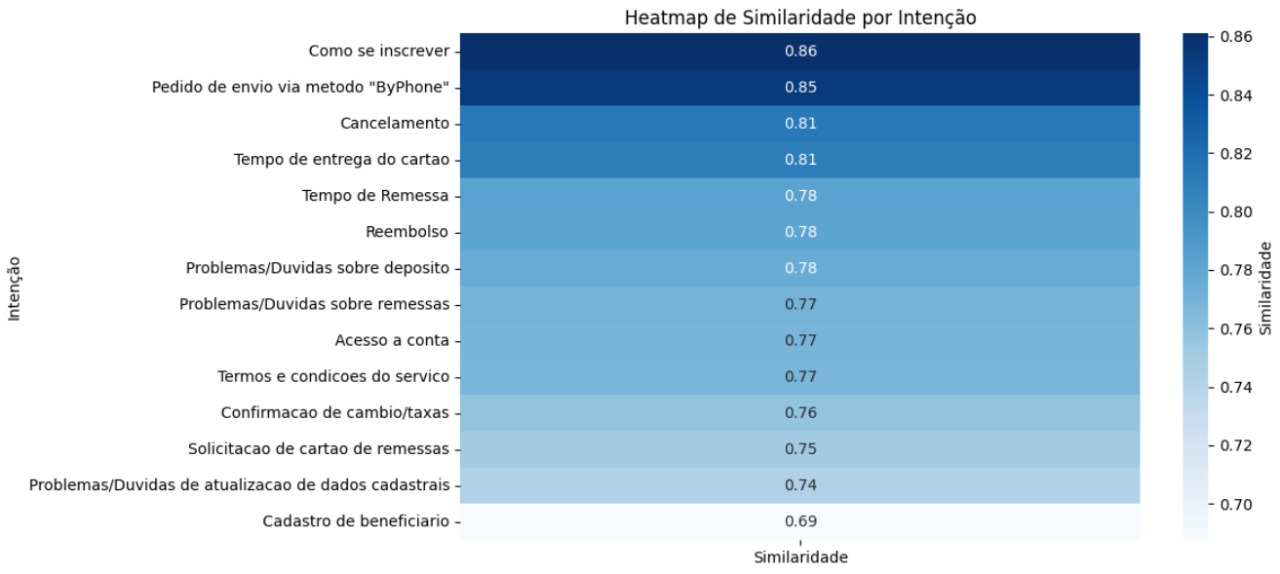 Heatmap de Similaridade por Intenção
Como se inscrever
0.86
Pedido de envio via metodo "ByPhone"
0.85
Cancelamento
0.81
Tempo de entrega do cartao
0.81
Tempo de Remessa
0.78
Reembolso
0.78
Problemas/Duvidas sobre deposito
0.78
Problemas/Duvidas sobre remessas
0.77
Acesso a conta
0.77
Termos e condicoes do servico
0.77
Confirmacao de cambio/taxas
0.76
Solicitacao de cartao de remessas
0.75
Problemas/Duvidas de atualizacao de dados cadastrais
0.74
Cadastro de beneficiario
0.69
Intenção
Similaridade
0.86
0.84
0.82
0.80
0.78
0.76
0.74
0.72
0.70
Similaridade